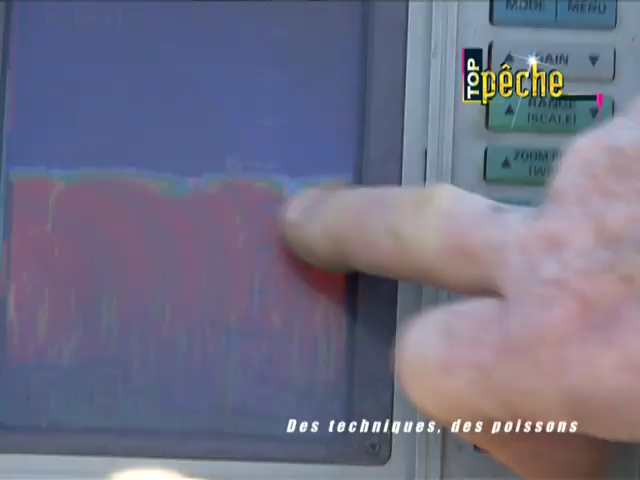 MODE
MENU
GAIN
TOP
pêche
RANGE
(SCALE)
ZOOM
Des techniques, des poissons